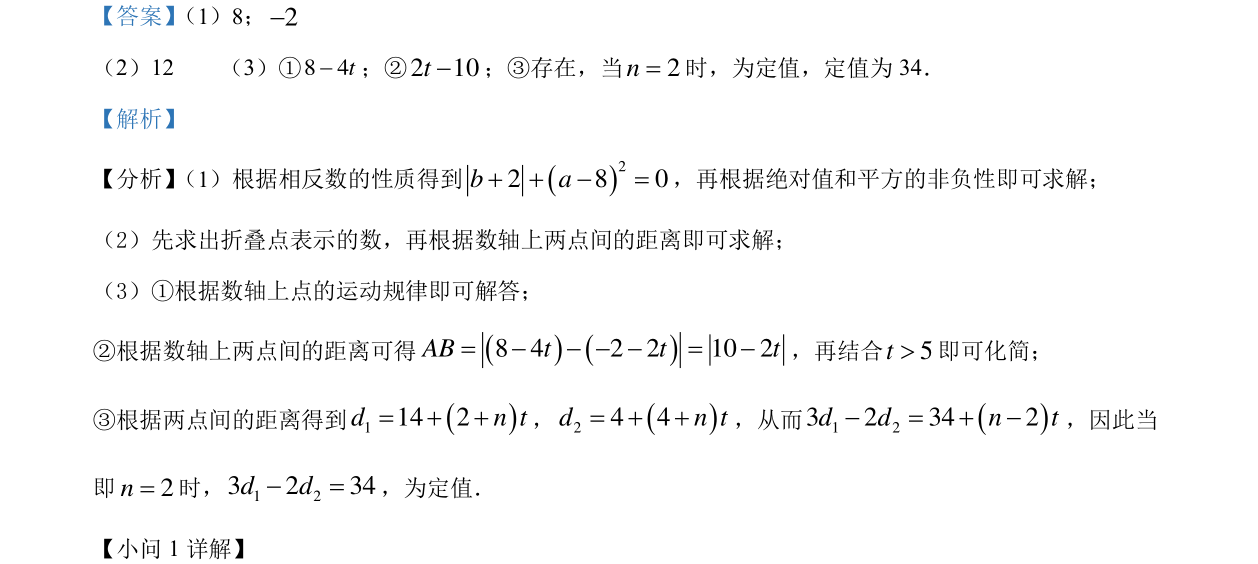 【答案】（1）8；−2
（2）12 （3）①8−4t；②2t−10；③存在，当n=2时，为定值，定值为 34．
【解析】
【分析】（1）根据相反数的性质得到|b+2|+(a−8)²=0，再根据绝对值和平方的非负性即可求解；
（2）先求出折叠点表示的数，再根据数轴上两点间的距离即可求解；
（3）①根据数轴上点的运动规律即可解答；
②根据数轴上两点间的距离可得AB=|(8−4t)−(−2−2t)|=|10−2t|，再结合t>5即可化简；
③根据两点间的距离得到d₁=14+(2+n)t，d₂=4+(4+n)t，从而3d₁−2d₂=34+(n−2)t，因此当
即n=2时，3d₁−2d₂=34，为定值．
【小问 1 详解】